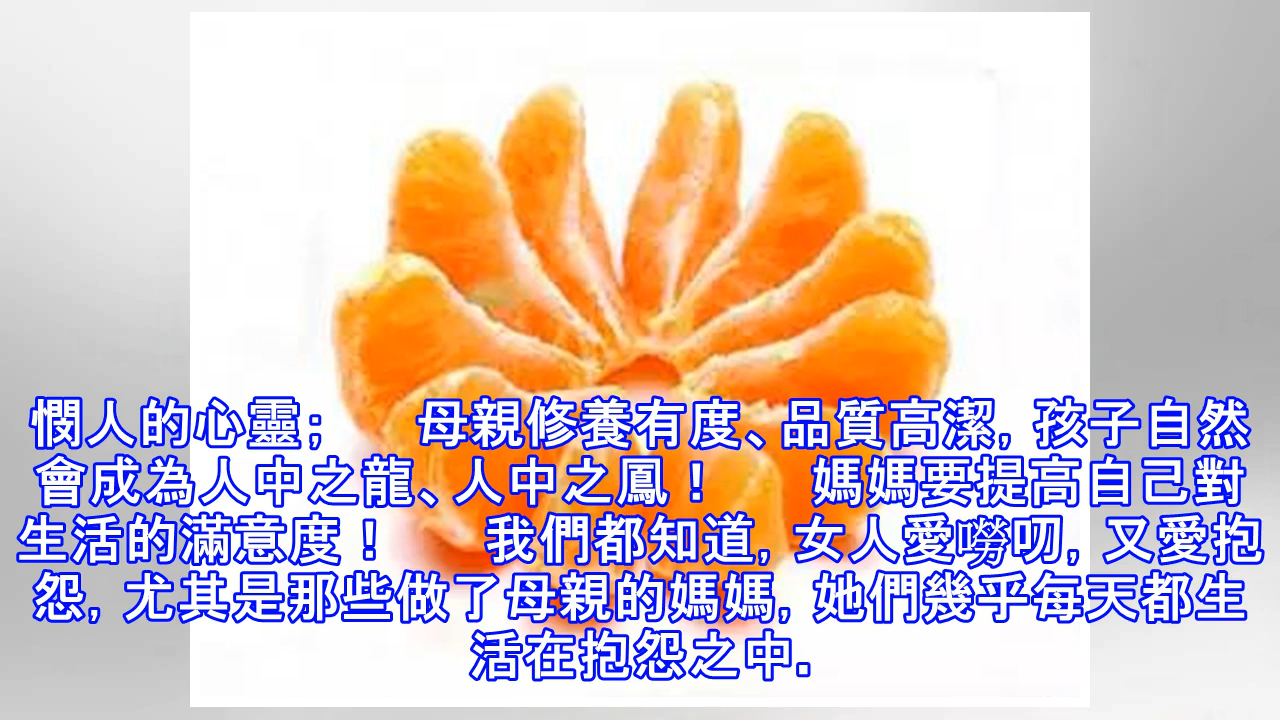 憫人的心靈; 母親修養有度、品質高潔, 孩子自然
會成為人中之龍、人中之鳳! 媽媽要提高自己對
生活的滿意度! 我們都知道, 女人愛嘮叨, 又愛抱
怨, 尤其是那些做了母親的媽媽, 她們幾乎每天都生
活在抱怨之中.